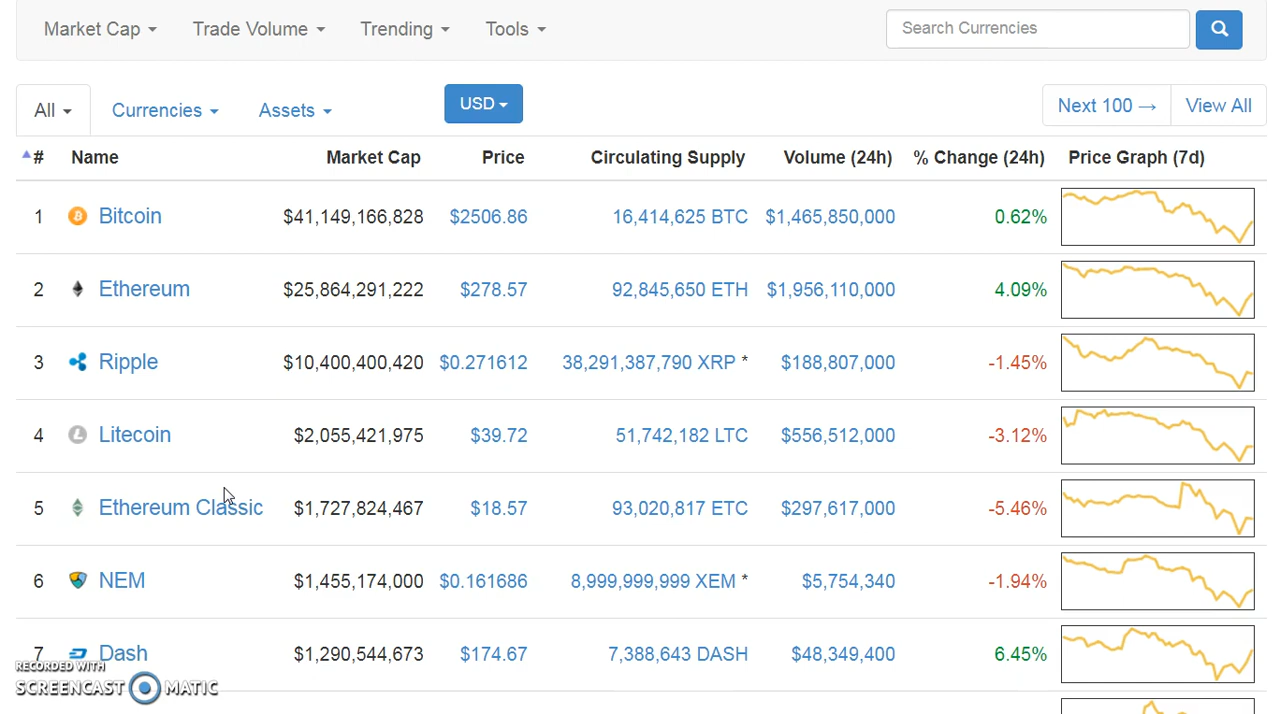 Market Cap Trade Volume Trending Tools Search Currencies
All Currencies Assets USD Next 100 → View All
# Name Market Cap Price Circulating Supply Volume (24h) % Change (24h) Price Graph (7d)
1 Bitcoin $41,149,166,828 $2506.86 16,414,625 BTC $1,465,850,000 0.62%
2 Ethereum $25,864,291,222 $278.57 92,845,650 ETH $1,956,110,000 4.09%
3 Ripple $10,400,400,420 $0.271612 38,291,387,790 XRP * $188,807,000 -1.45%
4 Litecoin $2,055,421,975 $39.72 51,742,182 LTC $556,512,000 -3.12%
5 Ethereum Classic $1,727,824,467 $18.57 93,020,817 ETC $297,617,000 -5.46%
6 NEM $1,455,174,000 $0.161686 8,999,999,999 XEM * $5,754,340 -1.94%
7 Dash $1,290,544,673 $174.67 7,388,643 DASH $48,349,400 6.45%
RECORDED WITH
SCREENCAST MATIC